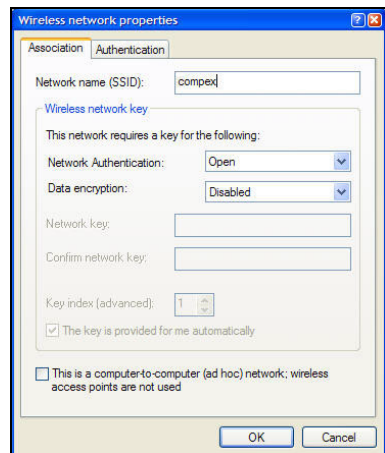 Wireless network properties
Association
Authentication
Network name (SSID):
compex
Wireless network key
This network requires a key for the following:
Network Authentication:
Open
Data encryption:
Disabled
Network key:
Confirm network key:
Key index (advanced):
1
The key is provided for me automatically
This is a computer-to-computer (ad hoc) network; wireless
access points are not used
OK
Cancel